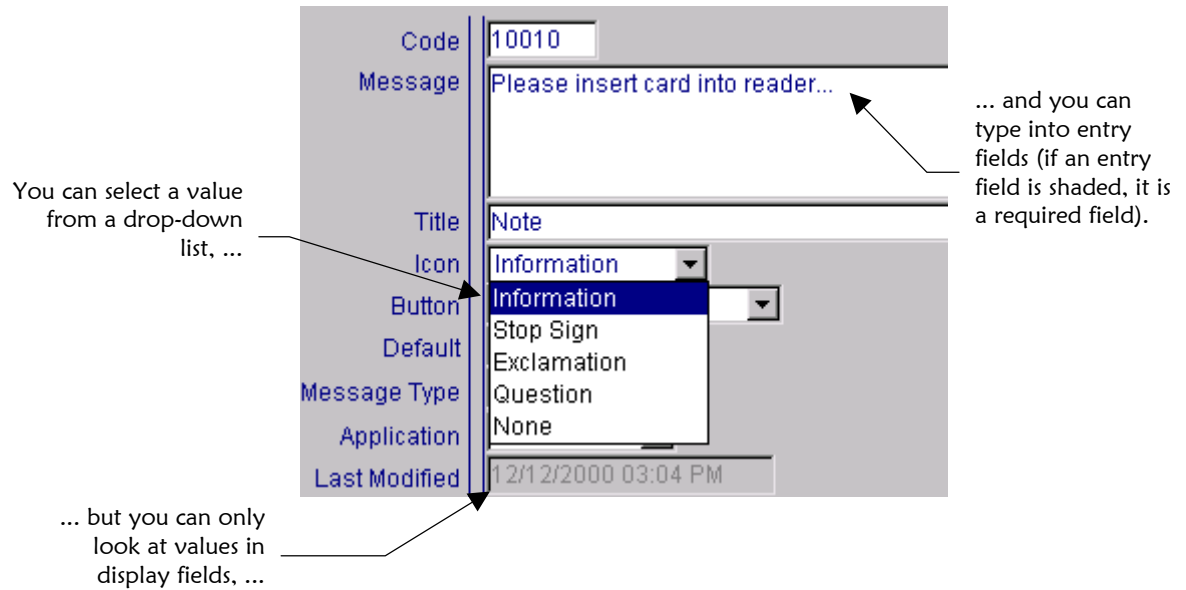 Code 10010
Message Please insert card into reader...
... and you can
type into entry
fields (if an entry
field is shaded, it is
a required field).
You can select a value
from a drop-down
list, ...
Title Note
Icon Information
Button Information
Stop Sign
Default
Exclamation
Message Type Question
Application None
Last Modified 12/12/2000 03:04 PM
... but you can only
look at values in
display fields, ...